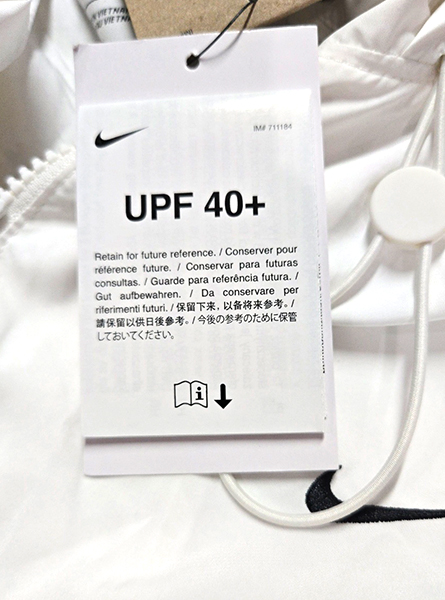 VIETNAM
VIETNAM
IM# 711184
UPF 40+
Retain for future reference. / Conserver pour
référence future. / Conservar para futuras
consultas. / Guarde para referência futura. /
Gut aufbewahren. / Da conservare per
riferimenti futuri. / 保留下来，以备将来参考。/
請保留以供日後參考。/ 今後の参考のために保管
しておいてください。